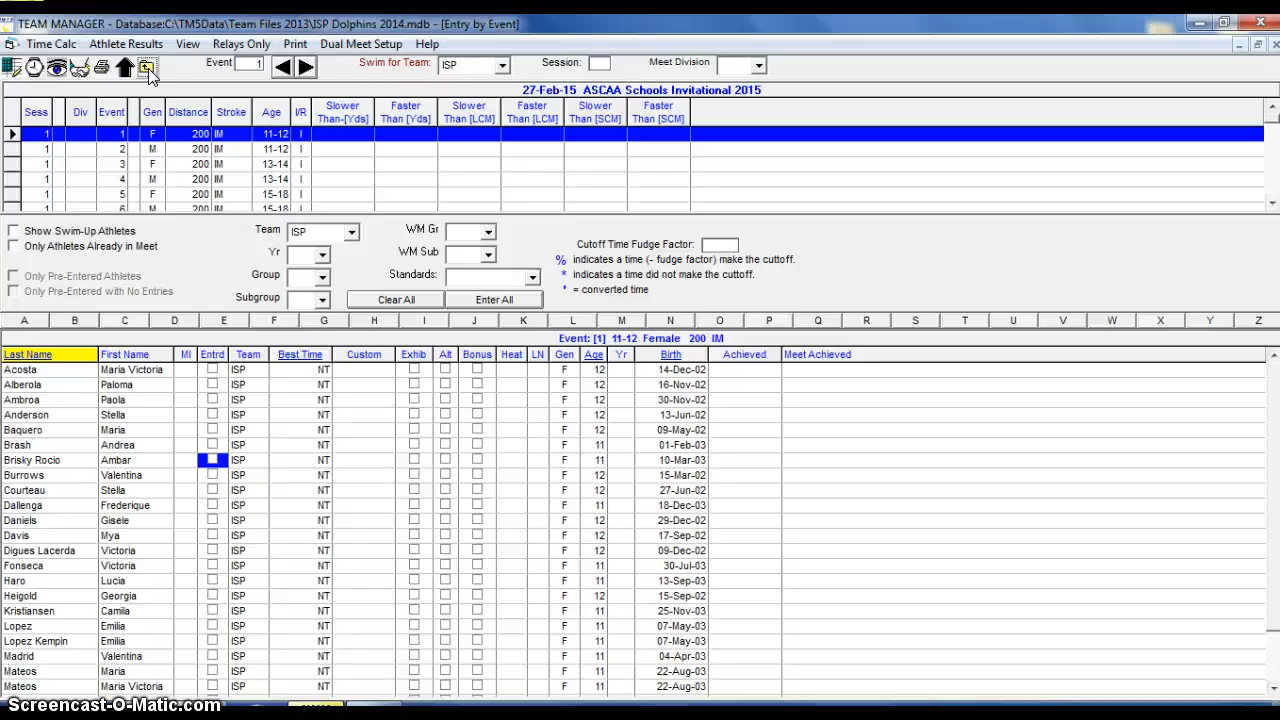 TEAM MANAGER - Database:C:\TM5Data\Team Files 2013\ISP Dolphins 2014.mdb - [Entry by Event]
Time Calc Athlete Results View Relays Only Print Dual Meet Setup Help
Event 1 Swim for Team: ISP Session: Meet Division
27-Feb-15 ASCAA Schools Invitational 2015
Sess Div Event Gen Distance Stroke Age I/R Slower Than-[Yds] Faster Than [Yds] Slower Than [LCM] Faster Than [LCM] Slower Than [SCM] Faster Than [SCM]
1 1 F 200 IM 11-12 I
1 2 M 200 IM 11-12 I
1 3 F 200 IM 13-14 I
1 4 M 200 IM 13-14 I
1 5 F 200 IM 15-18 I
1 6 M 200 IM 15-18 I
Show Swim-Up Athletes Team ISP WM Gr
Only Athletes Already in Meet Yr WM Sub Cutoff Time Fudge Factor:
% indicates a time (- fudge factor) make the cuttoff.
Only Pre-Entered Athletes Group Standards: * indicates a time did not make the cuttoff.
Only Pre-Entered with No Entries Subgroup Clear All Enter All ' = converted time
A B C D E F G H I J K L M N O P Q R S T U V W X Y Z
Event: [1] 11-12 Female 200 IM
Last Name First Name MI Entrd Team Best Time Custom Exhib Alt Bonus Heat LN Gen Age Yr Birth Achieved Meet Achieved
Acosta Maria Victoria ISP NT F 12 14-Dec-02
Alberola Paloma ISP NT F 12 16-Nov-02
Ambroa Paola ISP NT F 12 30-Nov-02
Anderson Stella ISP NT F 12 13-Jun-02
Baquero Maria ISP NT F 12 09-May-02
Brash Andrea ISP NT F 11 01-Feb-03
Brisky Rocio Ambar ISP NT F 11 10-Mar-03
Burrows Valentina ISP NT F 12 15-Mar-02
Courteau Stella ISP NT F 12 27-Jun-02
Dallenga Frederique ISP NT F 11 18-Dec-03
Daniels Gisele ISP NT F 12 29-Dec-02
Davis Mya ISP NT F 12 17-Sep-02
Digues Lacerda Victoria ISP NT F 12 09-Dec-02
Fonseca Victoria ISP NT F 11 30-Jul-03
Haro Lucia ISP NT F 11 13-Sep-03
Heigold Georgia ISP NT F 12 15-Sep-02
Kristiansen Camila ISP NT F 11 25-Nov-03
Lopez Emilia ISP NT F 11 07-May-03
Lopez Kempin Emilia ISP NT F 11 07-May-03
Madrid Valentina ISP NT F 11 04-Apr-03
Mateos Maria ISP NT F 11 22-Aug-03
Mateos Maria Victoria ISP NT F 11 22-Aug-03
Screencast-O-Matic.com